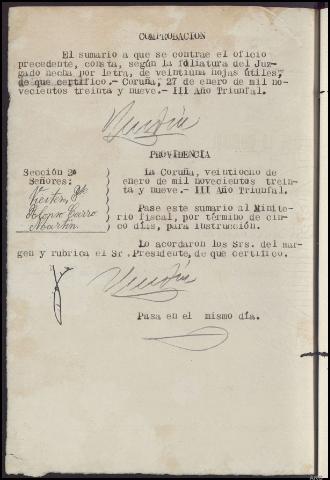 COMPROBACION
El sumario a que se contrae el oficio
precedente, consta, según la foliatura del Juz-
gado hecha por letra, de veintiuna hojas útiles,
de que certifico.- Coruña, 27 de enero de mil no-
vecientos treinta y nueve.- III Año Triunfal.
PROVIDENCIA
Sección 2ª
Señores:
La Coruña, veintiocho de
enero de mil novecientos trein-
ta y nueve.- III Año Triunfal.
Pase este sumario al Ministe-
rio fiscal, por término de cin-
co días, para instrucción.
Lo acordaron los Srs. del mar-
gen y rubrica el Sr. Presidente, de que certifico.
Pasa en el mismo día.